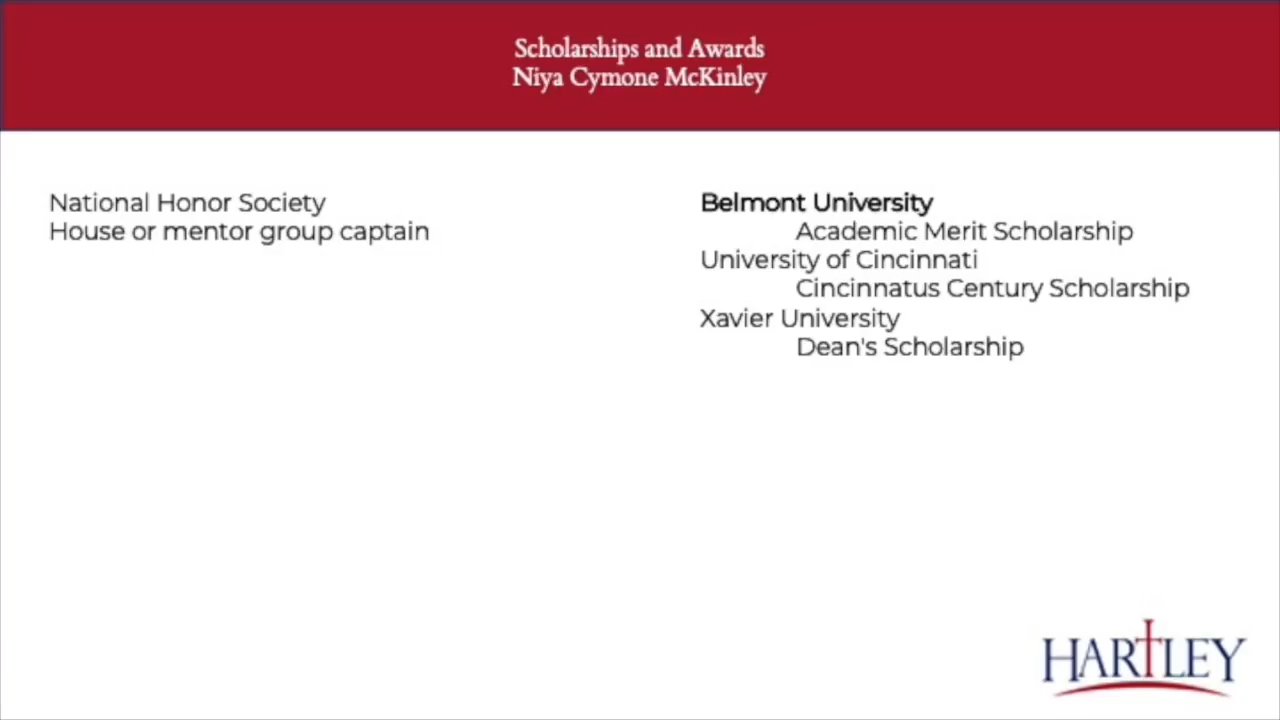 Scholarships and Awards
Niya Cymone McKinley
National Honor Society
House or mentor group captain
Belmont University
Academic Merit Scholarship
University of Cincinnati
Cincinnatus Century Scholarship
Xavier University
Dean's Scholarship
HARTLEY